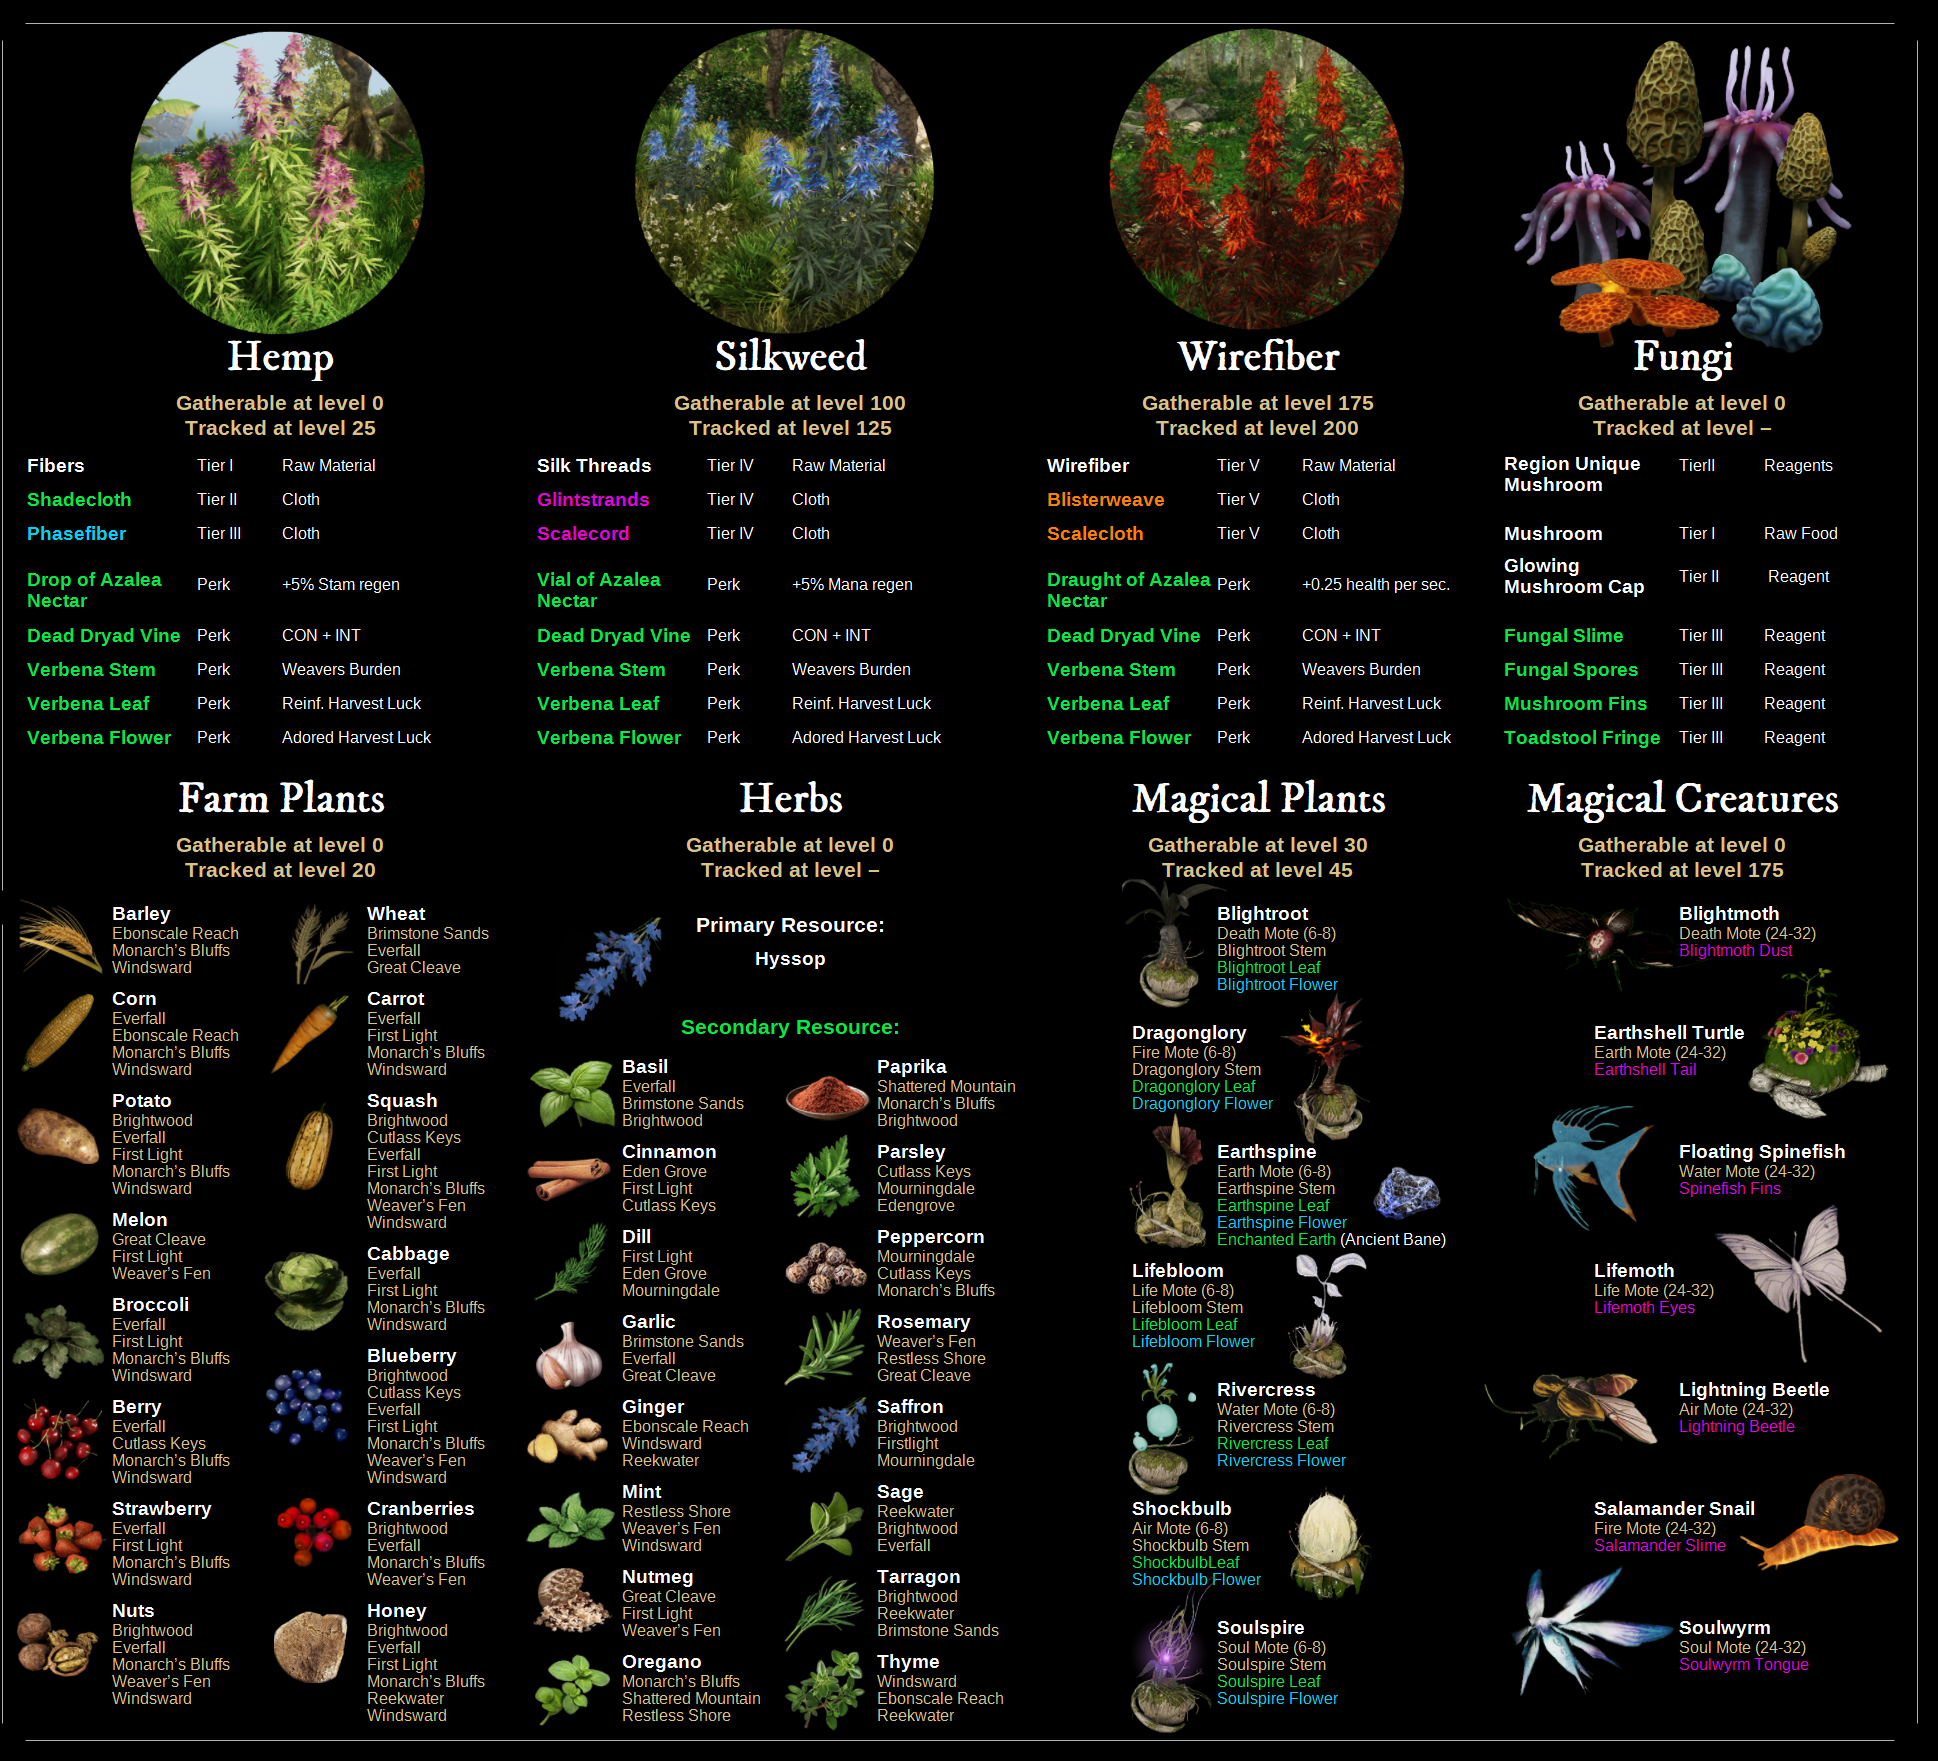 Hemp
Gatherable at level 0
Tracked at level 25
Fibers Tier I Raw Material
Shadecloth Tier II Cloth
Phasefiber Tier III Cloth
Drop of Azalea Nectar Perk +5% Stam regen
Dead Dryad Vine Perk CON + INT
Verbena Stem Perk Weavers Burden
Verbena Leaf Perk Reinf. Harvest Luck
Verbena Flower Perk Adored Harvest Luck
Silkweed
Gatherable at level 100
Tracked at level 125
Silk Threads Tier IV Raw Material
Glintstrands Tier IV Cloth
Scalecord Tier IV Cloth
Vial of Azalea Nectar Perk +5% Mana regen
Dead Dryad Vine Perk CON + INT
Verbena Stem Perk Weavers Burden
Verbena Leaf Perk Reinf. Harvest Luck
Verbena Flower Perk Adored Harvest Luck
Wirefiber
Gatherable at level 175
Tracked at level 200
Wirefiber Tier V Raw Material
Blisterweave Tier V Cloth
Scalecloth Tier V Cloth
Draught of Azalea Nectar Perk +0.25 health per sec.
Dead Dryad Vine Perk CON + INT
Verbena Stem Perk Weavers Burden
Verbena Leaf Perk Reinf. Harvest Luck
Verbena Flower Perk Adored Harvest Luck
Fungi
Gatherable at level 0
Tracked at level –
Region Unique Mushroom TierII Reagents
Mushroom Tier I Raw Food
Glowing Mushroom Cap Tier II Reagent
Fungal Slime Tier III Reagent
Fungal Spores Tier III Reagent
Mushroom Fins Tier III Reagent
Toadstool Fringe Tier III Reagent
Farm Plants
Gatherable at level 0
Tracked at level 20
Barley
Ebonscale Reach
Monarch's Bluffs
Windsward
Corn
Everfall
Ebonscale Reach
Monarch's Bluffs
Windsward
Potato
Brightwood
Everfall
First Light
Monarch's Bluffs
Windsward
Melon
Great Cleave
First Light
Weaver's Fen
Broccoli
Everfall
First Light
Monarch's Bluffs
Windsward
Berry
Everfall
Cutlass Keys
Monarch's Bluffs
Windsward
Strawberry
Everfall
First Light
Monarch's Bluffs
Windsward
Nuts
Brightwood
Everfall
Monarch's Bluffs
Weaver's Fen
Windsward
Wheat
Brimstone Sands
Everfall
Great Cleave
Carrot
Everfall
First Light
Monarch's Bluffs
Windsward
Squash
Brightwood
Cutlass Keys
Everfall
First Light
Monarch's Bluffs
Weaver's Fen
Windsward
Cabbage
Everfall
First Light
Monarch's Bluffs
Windsward
Blueberry
Brightwood
Cutlass Keys
Everfall
First Light
Monarch's Bluffs
Weaver's Fen
Windsward
Cranberries
Brightwood
Everfall
Monarch's Bluffs
Weaver's Fen
Honey
Brightwood
Everfall
First Light
Monarch's Bluffs
Reekwater
Windsward
Herbs
Gatherable at level 0
Tracked at level –
Primary Resource:
Hyssop
Secondary Resource:
Basil
Everfall
Brimstone Sands
Brightwood
Cinnamon
Eden Grove
First Light
Cutlass Keys
Dill
First Light
Eden Grove
Mourningdale
Garlic
Brimstone Sands
Everfall
Great Cleave
Ginger
Ebonscale Reach
Windsward
Reekwater
Mint
Restless Shore
Weaver's Fen
Windsward
Nutmeg
Great Cleave
First Light
Weaver's Fen
Oregano
Monarch's Bluffs
Shattered Mountain
Restless Shore
Paprika
Shattered Mountain
Monarch's Bluffs
Brightwood
Parsley
Cutlass Keys
Mourningdale
Edengrove
Peppercorn
Mourningdale
Cutlass Keys
Monarch's Bluffs
Rosemary
Weaver's Fen
Restless Shore
Great Cleave
Saffron
Brightwood
Firstlight
Mourningdale
Sage
Reekwater
Brightwood
Everfall
Tarragon
Brightwood
Reekwater
Brimstone Sands
Thyme
Windsward
Ebonscale Reach
Reekwater
Magical Plants
Gatherable at level 30
Tracked at level 45
Blightroot
Death Mote (6-8)
Blightroot Stem
Blightroot Leaf
Blightroot Flower
Dragonglory
Fire Mote (6-8)
Dragonglory Stem
Dragonglory Leaf
Dragonglory Flower
Earthspine
Earth Mote (6-8)
Earthspine Stem
Earthspine Leaf
Earthspine Flower
Enchanted Earth (Ancient Bane)
Lifebloom
Life Mote (6-8)
Lifebloom Stem
Lifebloom Leaf
Lifebloom Flower
Rivercress
Water Mote (6-8)
Rivercress Stem
Rivercress Leaf
Rivercress Flower
Shockbulb
Air Mote (6-8)
Shockbulb Stem
ShockbulbLeaf
Shockbulb Flower
Soulspire
Soul Mote (6-8)
Soulspire Stem
Soulspire Leaf
Soulspire Flower
Magical Creatures
Gatherable at level 0
Tracked at level 175
Blightmoth
Death Mote (24-32)
Blightmoth Dust
Earthshell Turtle
Earth Mote (24-32)
Earthshell Tail
Floating Spinefish
Water Mote (24-32)
Spinefish Fins
Lifemoth
Life Mote (24-32)
Lifemoth Eyes
Lightning Beetle
Air Mote (24-32)
Lightning Beetle
Salamander Snail
Fire Mote (24-32)
Salamander Slime
Soulwyrm
Soul Mote (24-32)
Soulwyrm Tongue